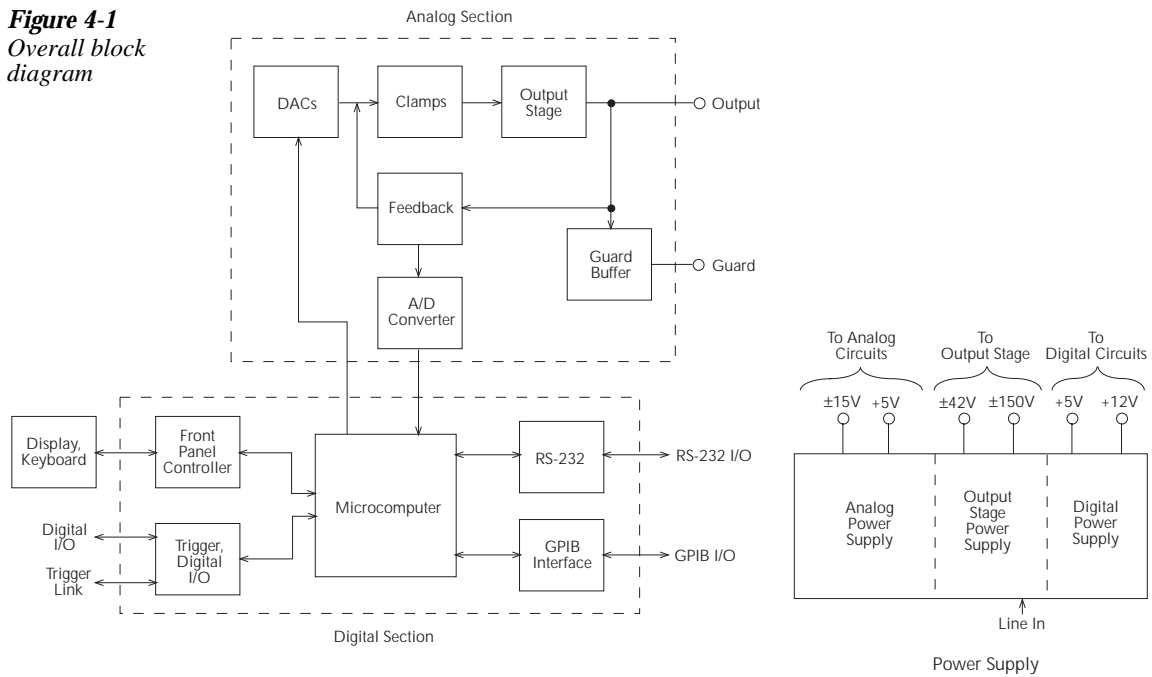 Figure 4-1
Overall block
diagram
Analog Section
DACs
Clamps
Output
Stage
Output
Feedback
Guard
Buffer
Guard
A/D
Converter
Display,
Keyboard
Front
Panel
Controller
Microcomputer
RS-232
RS-232 I/O
Digital
I/O
Trigger
Link
Trigger,
Digital
I/O
GPIB
Interface
GPIB I/O
Digital Section
To Analog
Circuits
To
Output Stage
To
Digital Circuits
±15V
+5V
±42V
±150V
+5V
+12V
Analog
Power
Supply
Output
Stage
Power
Supply
Digital
Power
Supply
Line In
Power Supply